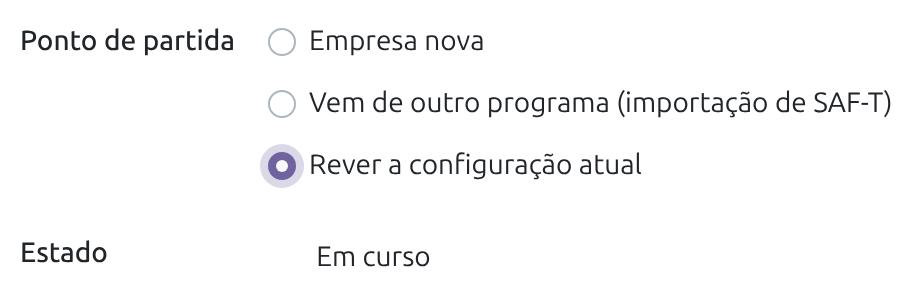 Ponto de partida
Empresa nova
Vem de outro programa (importação de SAF-T)
Rever a configuração atual
Estado
Em curso